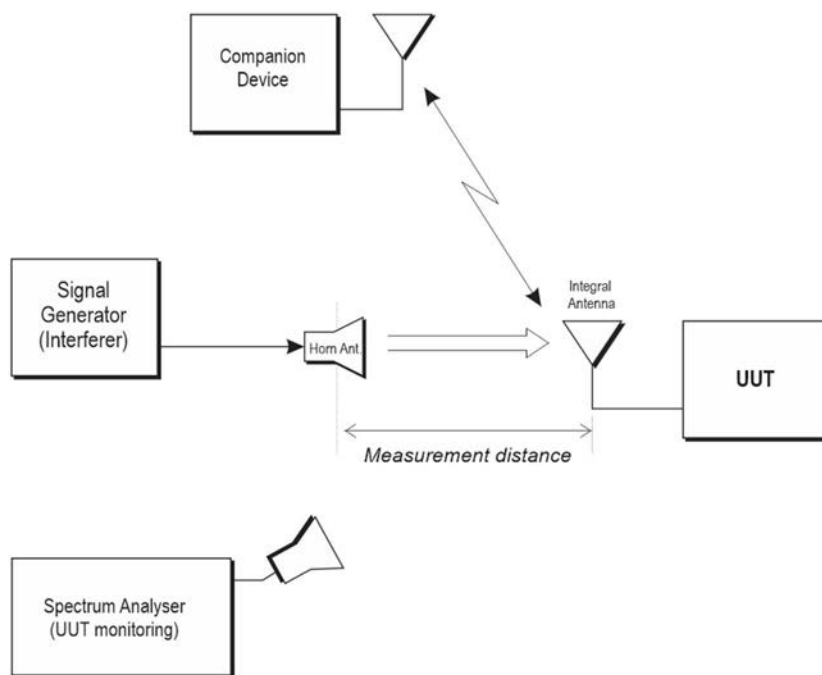 Companion
Device
Signal
Generator
(Interferer)
Horn Ant.
Integral
Antenna
UUT
Measurement distance
Spectrum Analyser
(UUT monitoring)